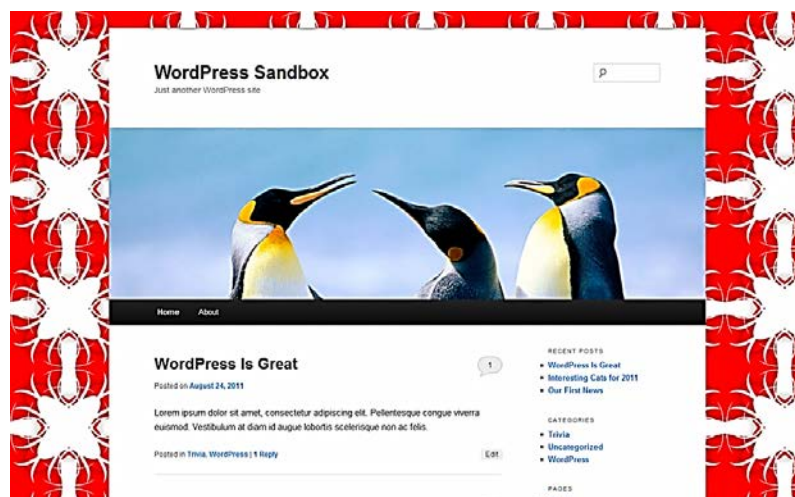 WordPress Sandbox
Just another WordPress site
Home About
WordPress Is Great
1
Posted on August 24, 2011
Lorem ipsum dolor sit amet, consectetur adipiscing elit. Pellentesque congue viverra
euismod. Vestibulum at diam id augue lobortis scelerisque non ac felis.
Posted in Trivia, WordPress | 1 Reply
Edit
RECENT POSTS
WordPress Is Great
Interesting Cats for 2011
Our First News
CATEGORIES
Trivia
Uncategorized
WordPress
PAGES